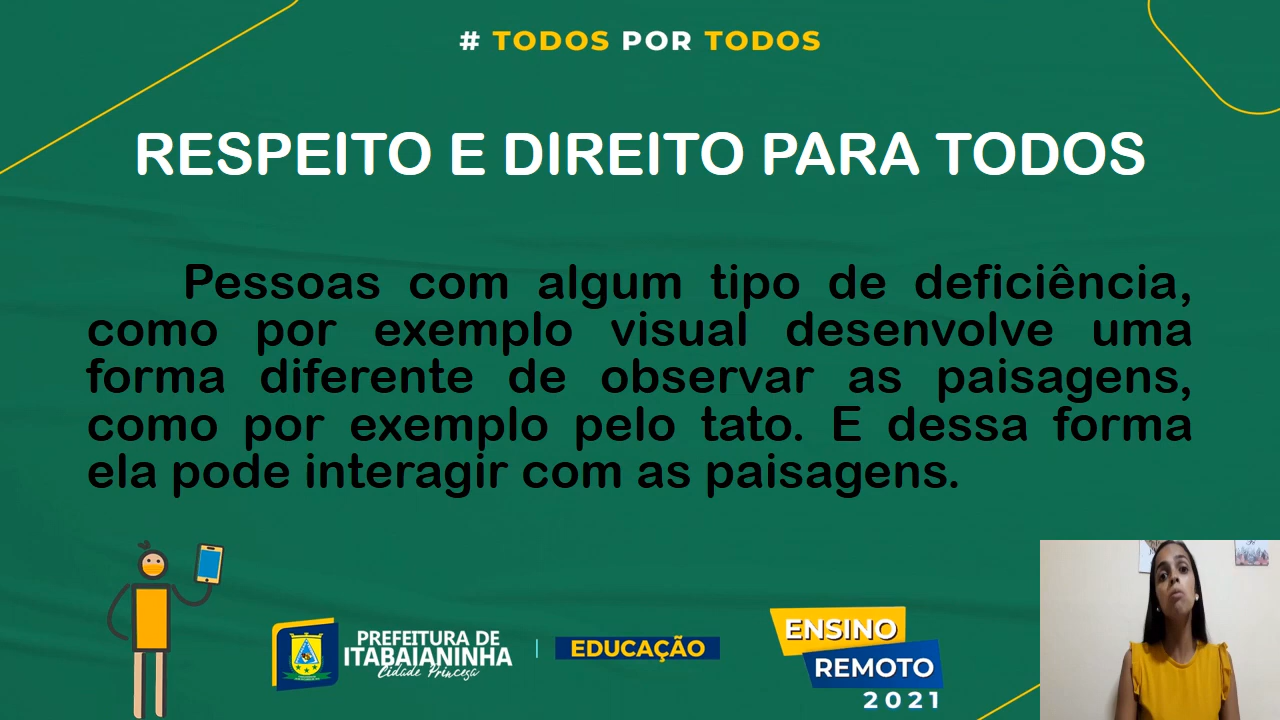 # TODOS POR TODOS
RESPEITO E DIREITO PARA TODOS
Pessoas com algum tipo de deficiência,
como por exemplo visual desenvolve uma
forma diferente de observar as paisagens,
como por exemplo pelo tato. E dessa forma
ela pode interagir com as paisagens.
PREFEITURA DE
ITABAIANINHA
Cidade Princesa
EDUCAÇÃO
ENSINO
REMOTO
2021